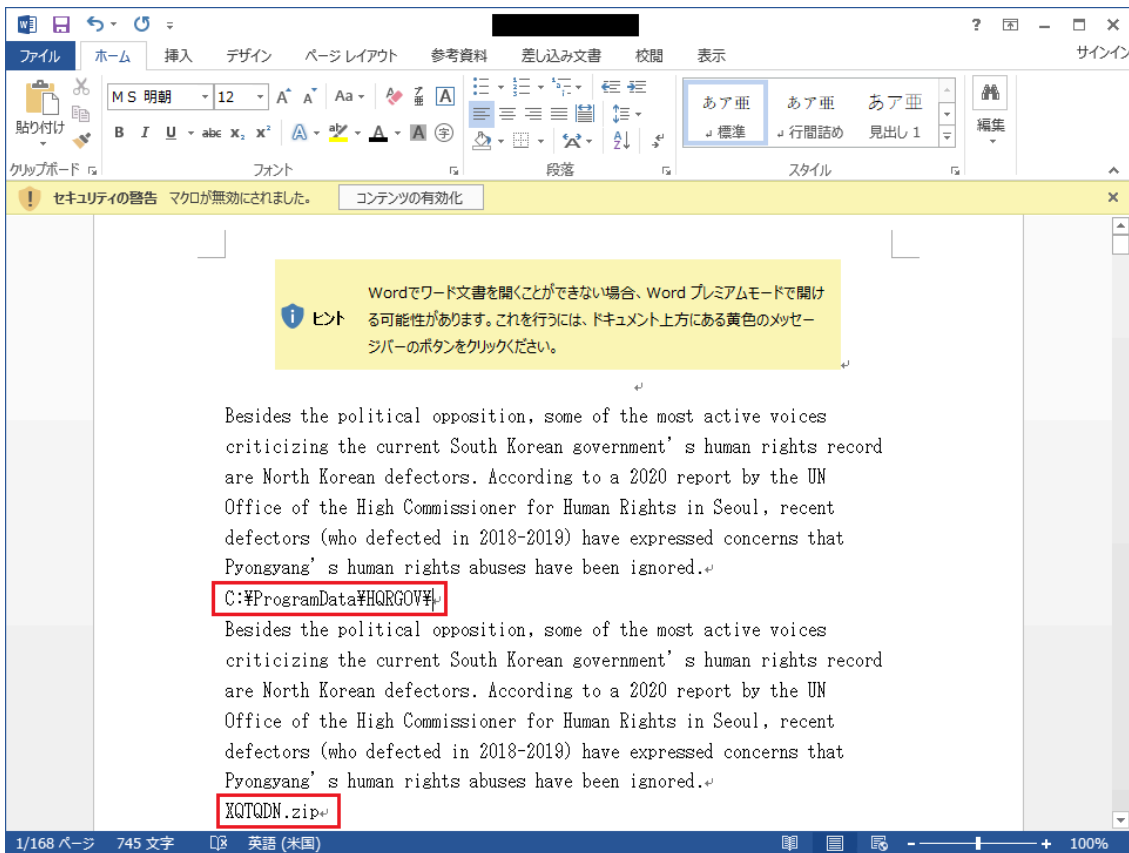 ?
ファイル ホーム 挿入 デザイン ページ レイアウト 参考資料 差し込み文書 校閲 表示 サインイン
貼り付け
MS 明朝 12 A A Aa A
B I U abc x₂ x² A aby A A 字
あア亜 あア亜 あア亜
標準 行間詰め 見出し 1
編集
クリップボード フォント 段落 スタイル
セキュリティの警告 マクロが無効にされました。 コンテンツの有効化
Wordでワード文書を開くことができない場合、Word プレミアムモードで開け
ヒント る可能性があります。これを行うには、ドキュメント上方にある黄色のメッセー
ジバーのボタンをクリックください。
Besides the political opposition, some of the most active voices
criticizing the current South Korean government's human rights record
are North Korean defectors. According to a 2020 report by the UN
Office of the High Commissioner for Human Rights in Seoul, recent
defectors (who defected in 2018-2019) have expressed concerns that
Pyongyang's human rights abuses have been ignored.
C:¥ProgramData¥HQRGOV¥
Besides the political opposition, some of the most active voices
criticizing the current South Korean government's human rights record
are North Korean defectors. According to a 2020 report by the UN
Office of the High Commissioner for Human Rights in Seoul, recent
defectors (who defected in 2018-2019) have expressed concerns that
Pyongyang's human rights abuses have been ignored.
XQTQDN.zip
1/168 ページ 745 文字 英語 (米国) 100%